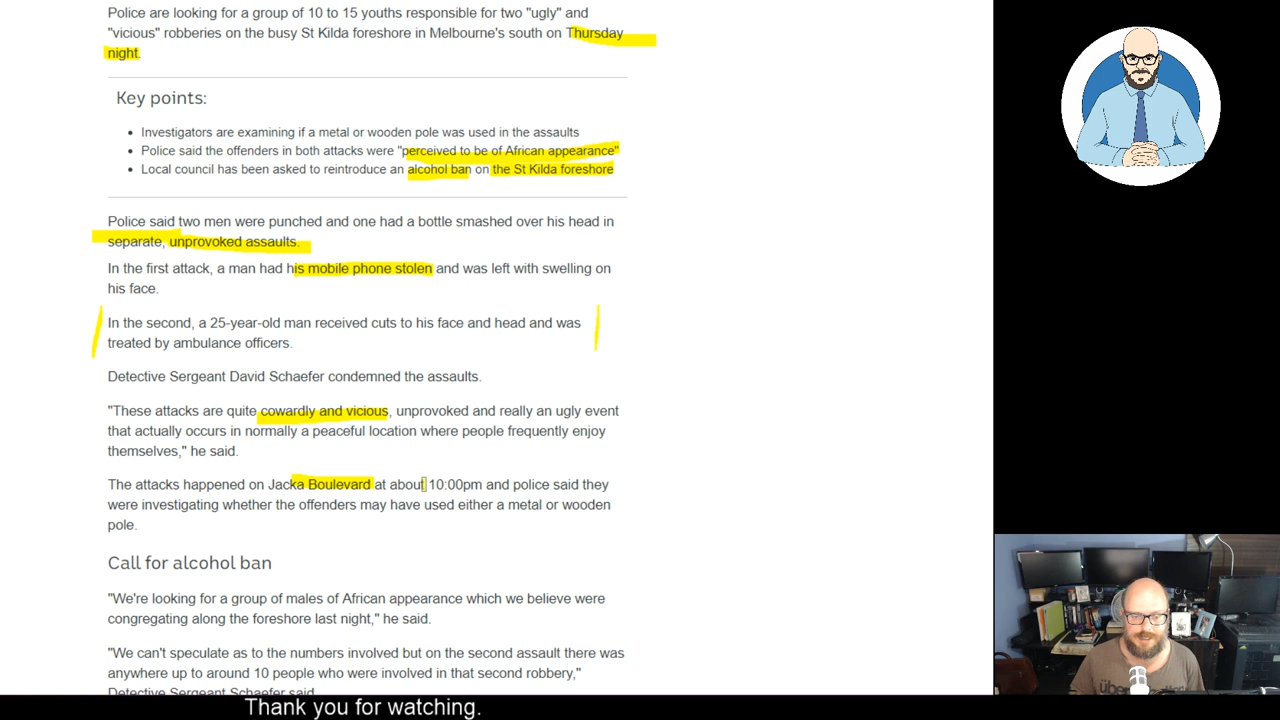 Police are looking for a group of 10 to 15 youths responsible for two "ugly" and
"vicious" robberies on the busy St Kilda foreshore in Melbourne's south on Thursday
night.
Key points:
• Investigators are examining if a metal or wooden pole was used in the assaults
• Police said the offenders in both attacks were "perceived to be of African appearance"
• Local council has been asked to reintroduce an alcohol ban on the St Kilda foreshore
Police said two men were punched and one had a bottle smashed over his head in
separate, unprovoked assaults.
In the first attack, a man had his mobile phone stolen and was left with swelling on
his face.
In the second, a 25-year-old man received cuts to his face and head and was
treated by ambulance officers.
Detective Sergeant David Schaefer condemned the assaults.
"These attacks are quite cowardly and vicious, unprovoked and really an ugly event
that actually occurs in normally a peaceful location where people frequently enjoy
themselves," he said.
The attacks happened on Jacka Boulevard at about 10:00pm and police said they
were investigating whether the offenders may have used either a metal or wooden
pole.
Call for alcohol ban
"We're looking for a group of males of African appearance which we believe were
congregating along the foreshore last night," he said.
"We can't speculate as to the numbers involved but on the second assault there was
anywhere up to around 10 people who were involved in that second robbery,"
Detective Sergeant Schaefer said
Thank you for watching.